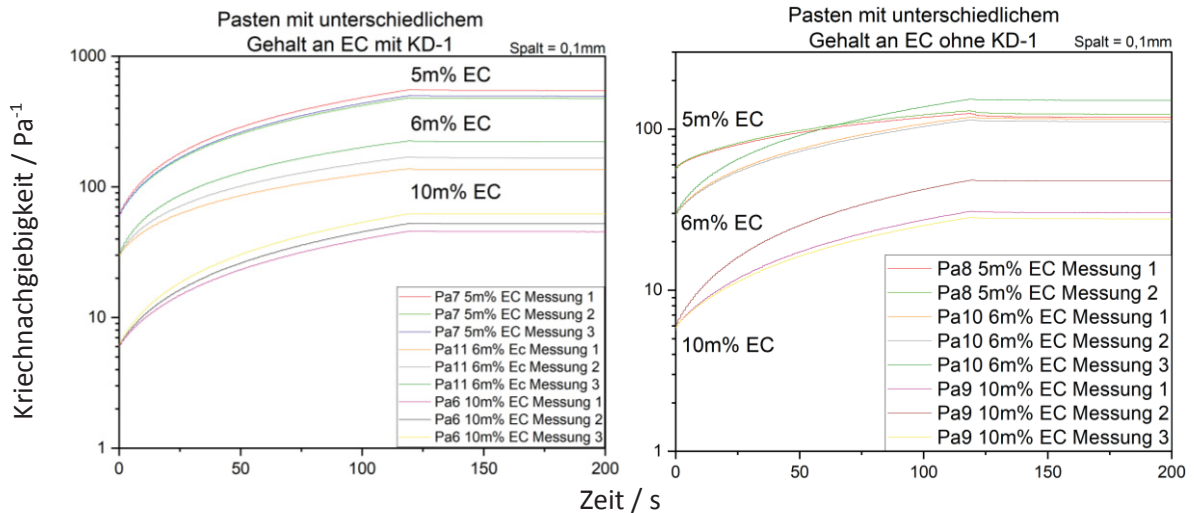 Pasten mit unterschiedlichem
Gehalt an EC mit KD-1
Spalt = 0,1mm
1000
100
10
1
0
50
100
150
200
5m% EC
6m% EC
10m% EC
Pa7 5m% EC Messung 1
Pa7 5m% EC Messung 2
Pa7 5m% EC Messung 3
Pa11 6m% Ec Messung 1
Pa11 6m% Ec Messung 2
Pa11 6m% Ec Messung 3
Pa6 10m% EC Messung 1
Pa6 10m% EC Messung 2
Pa6 10m% EC Messung 3
Kriechnachgiebigkeit / Pa⁻¹
Pasten mit unterschiedlichem
Gehalt an EC ohne KD-1
Spalt = 0,1mm
100
10
1
0
50
100
150
200
5m% EC
6m% EC
10m% EC
Pa8 5m% EC Messung 1
Pa8 5m% EC Messung 2
Pa10 6m% EC Messung 1
Pa10 6m% EC Messung 2
Pa10 6m% EC Messung 3
Pa9 10m% EC Messung 1
Pa9 10m% EC Messung 2
Pa9 10m% EC Messung 3
Zeit / s